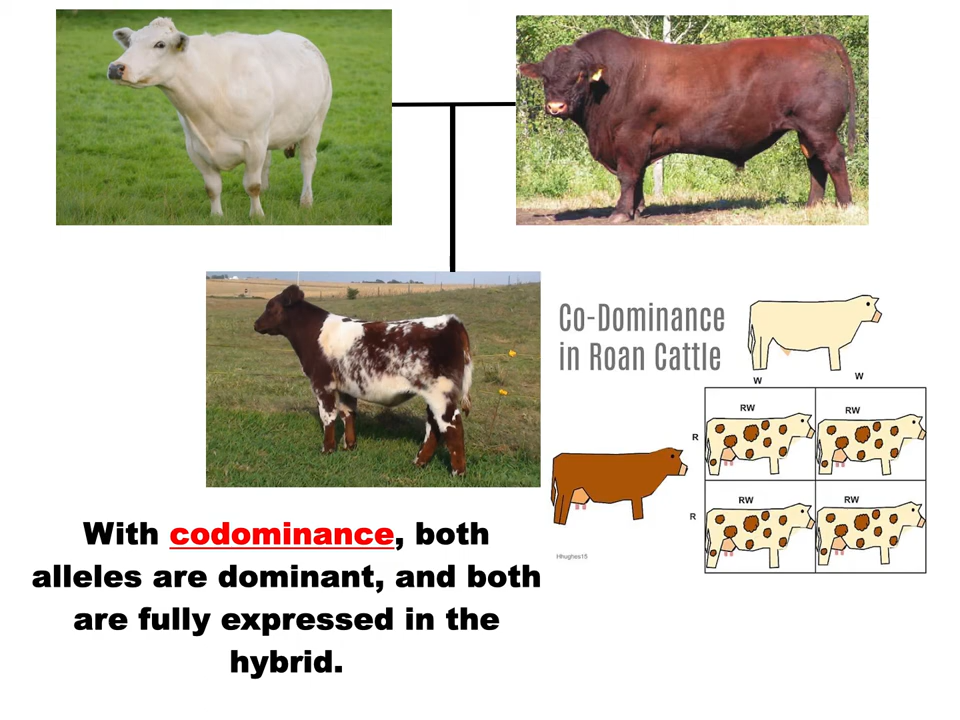 Co-Dominance
in Roan Cattle
W W
RW RW
R
RW RW
R
Hhughes15
With codominance, both
alleles are dominant, and both
are fully expressed in the
hybrid.